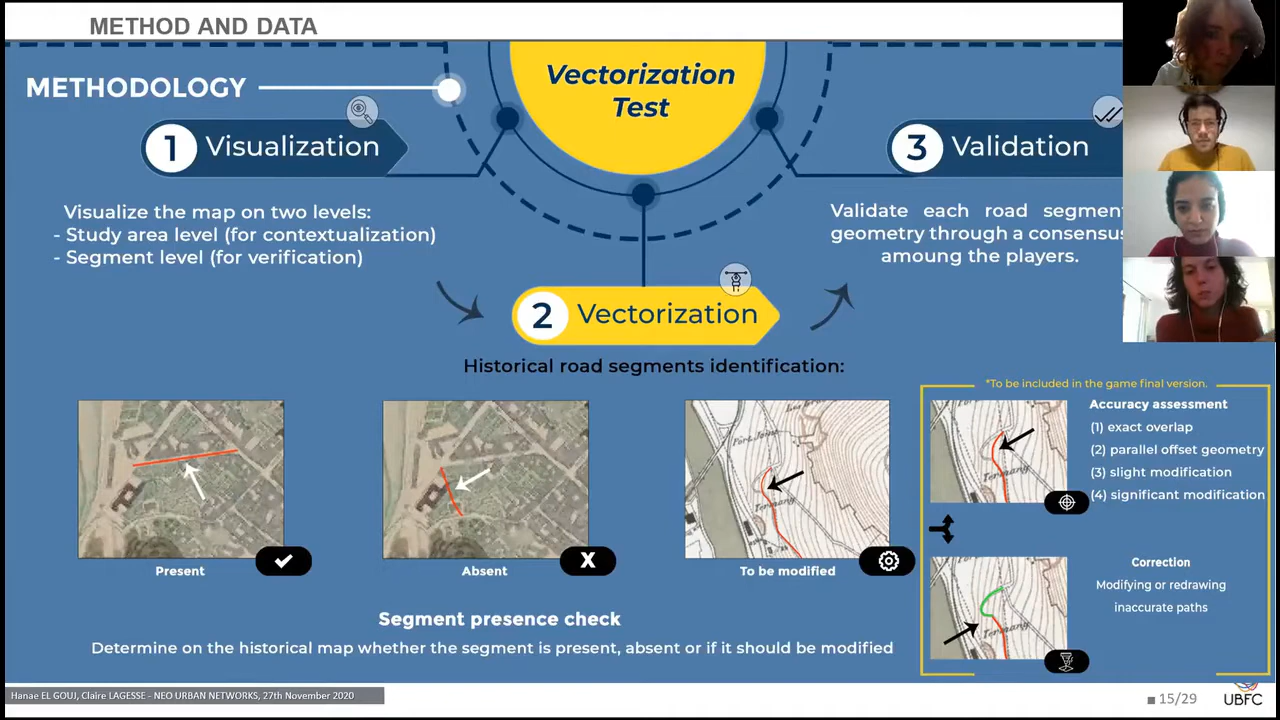 METHOD AND DATA
METHODOLOGY
Vectorization
Test
1 Visualization
Visualize the map on two levels:
- Study area level (for contextualization)
- Segment level (for verification)
3 Validation
Validate each road segment
geometry through a consensus
amoung the players.
2 Vectorization
Historical road segments identification:
Present
Absent
To be modified
Segment presence check
Determine on the historical map whether the segment is present, absent or if it should be modified
*To be included in the game final version.
Accuracy assessment
(1) exact overlap
(2) parallel offset geometry
(3) slight modification
(4) significant modification
Correction
Modifying or redrawing
inaccurate paths
Hanae EL GOUJ, Claire LAGESSE - NEO URBAN NETWORKS, 27th November 2020
15/29
UBFC